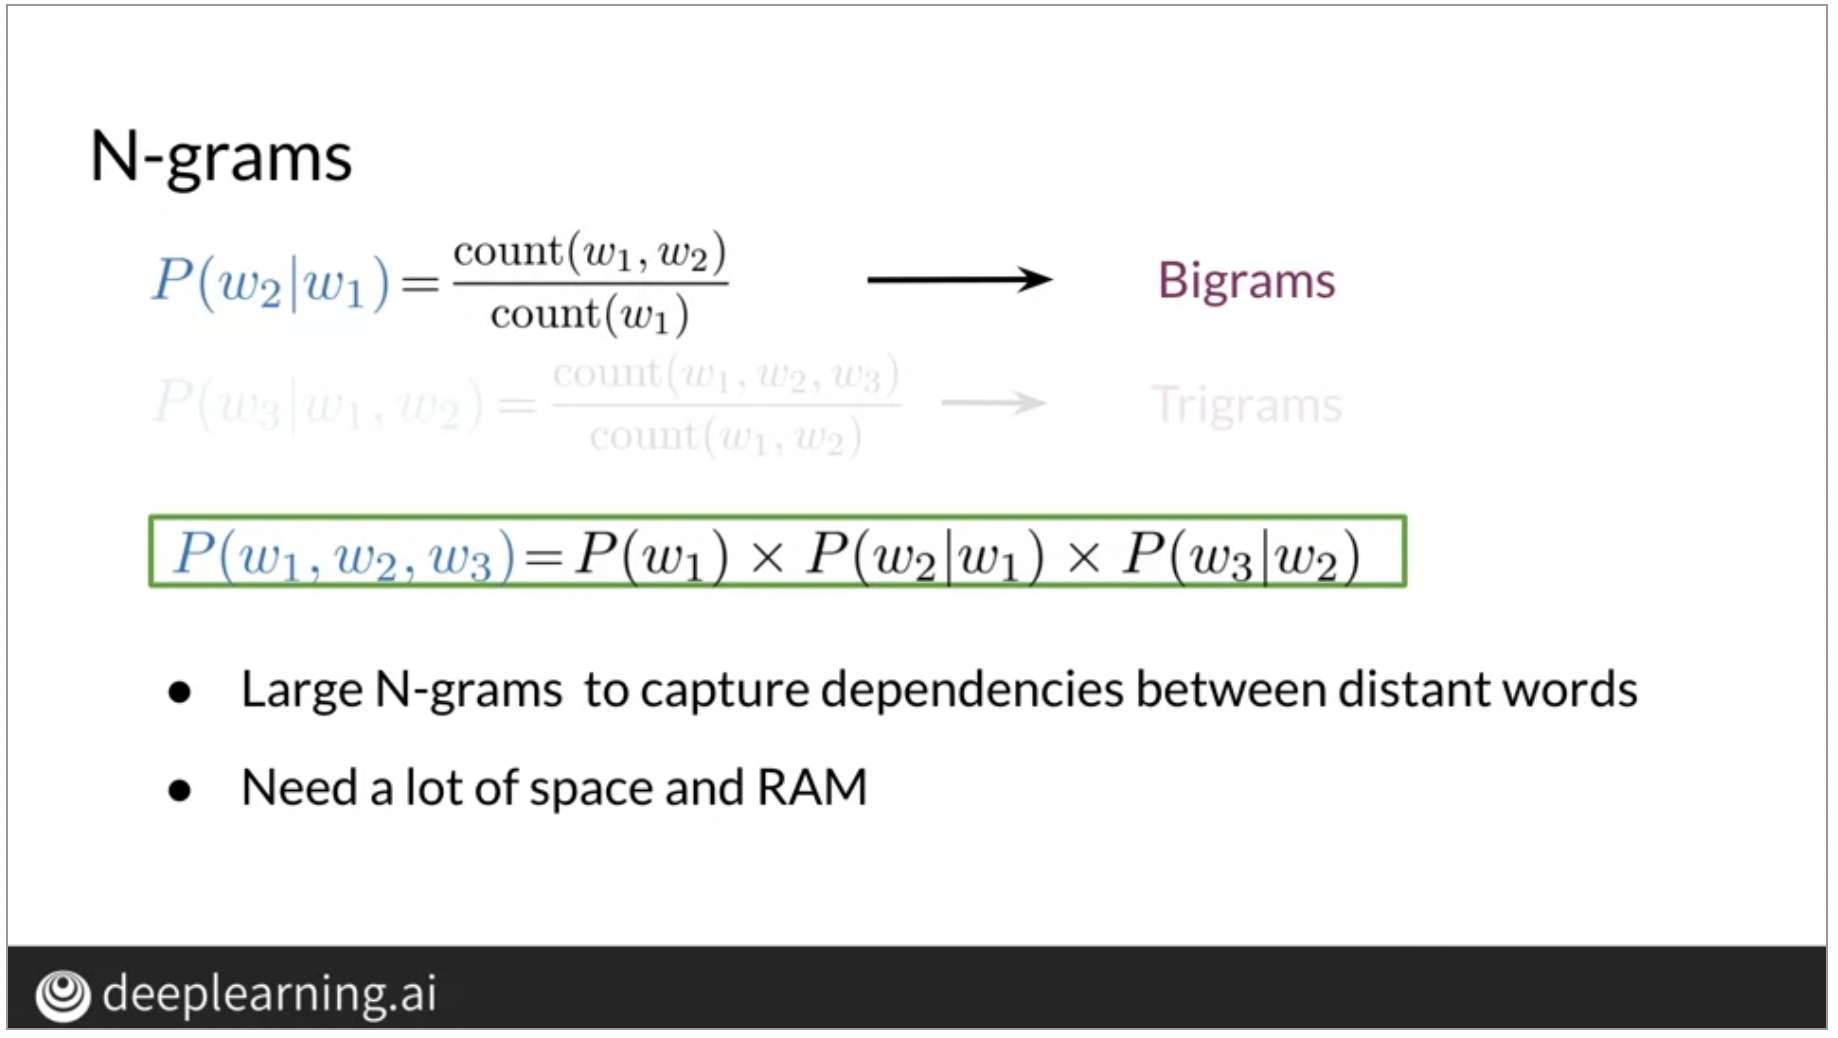 N-grams
P(w₂|w₁) = count(w₁, w₂) / count(w₁) → Bigrams
P(w₃|w₁, w₂) = count(w₁, w₂, w₃) / count(w₁, w₂) → Trigrams
P(w₁, w₂, w₃) = P(w₁) × P(w₂|w₁) × P(w₃|w₂)
● Large N-grams to capture dependencies between distant words
● Need a lot of space and RAM
deeplearning.ai